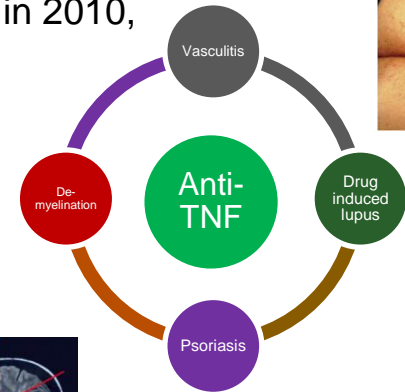 in 2010,
Vasculitis
Anti-
TNF
De-
myelination
Drug
induced
lupus
Psoriasis